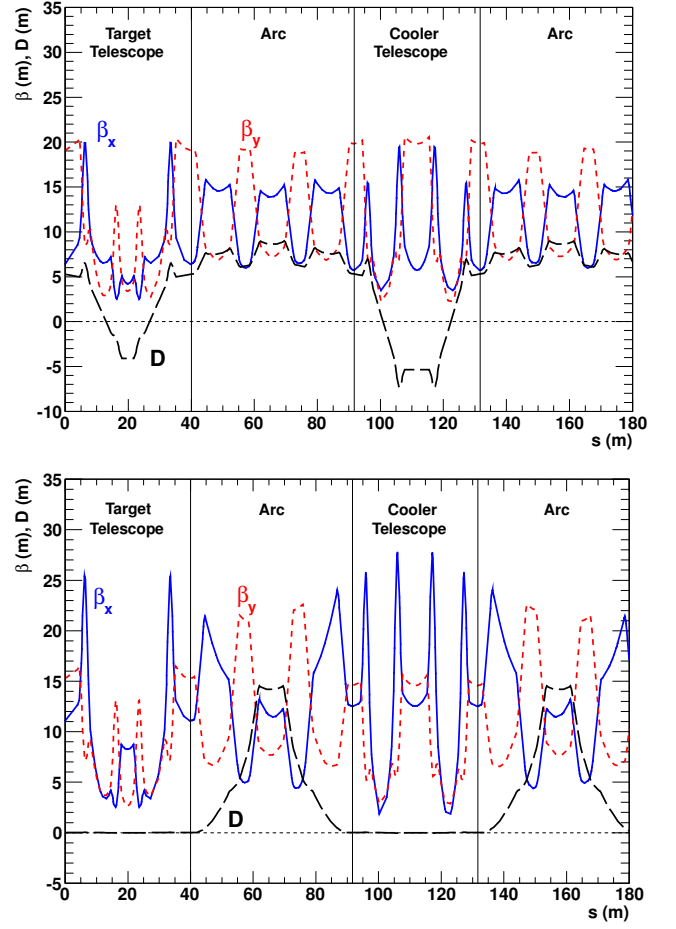 β (m), D (m)
35
30
25
20
15
10
5
0
-5
-10
Target
Telescope
Arc
Cooler
Telescope
Arc
βx
βy
D
0 20 40 60 80 100 120 140 160 180
s (m)
β (m), D (m)
35
30
25
20
15
10
5
0
-5
Target
Telescope
Arc
Cooler
Telescope
Arc
βx
βy
D
0 20 40 60 80 100 120 140 160 180
s (m)